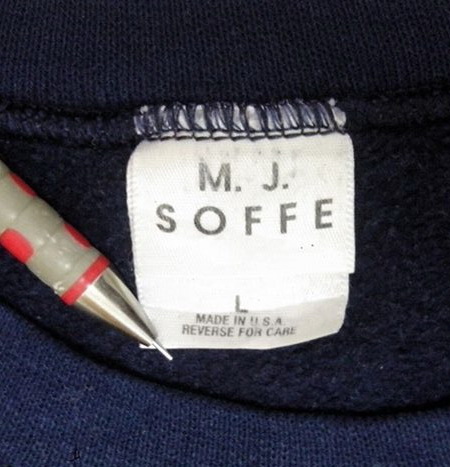 M. J.
SOFFE
L
MADE IN U.S.A.
REVERSE FOR CARE